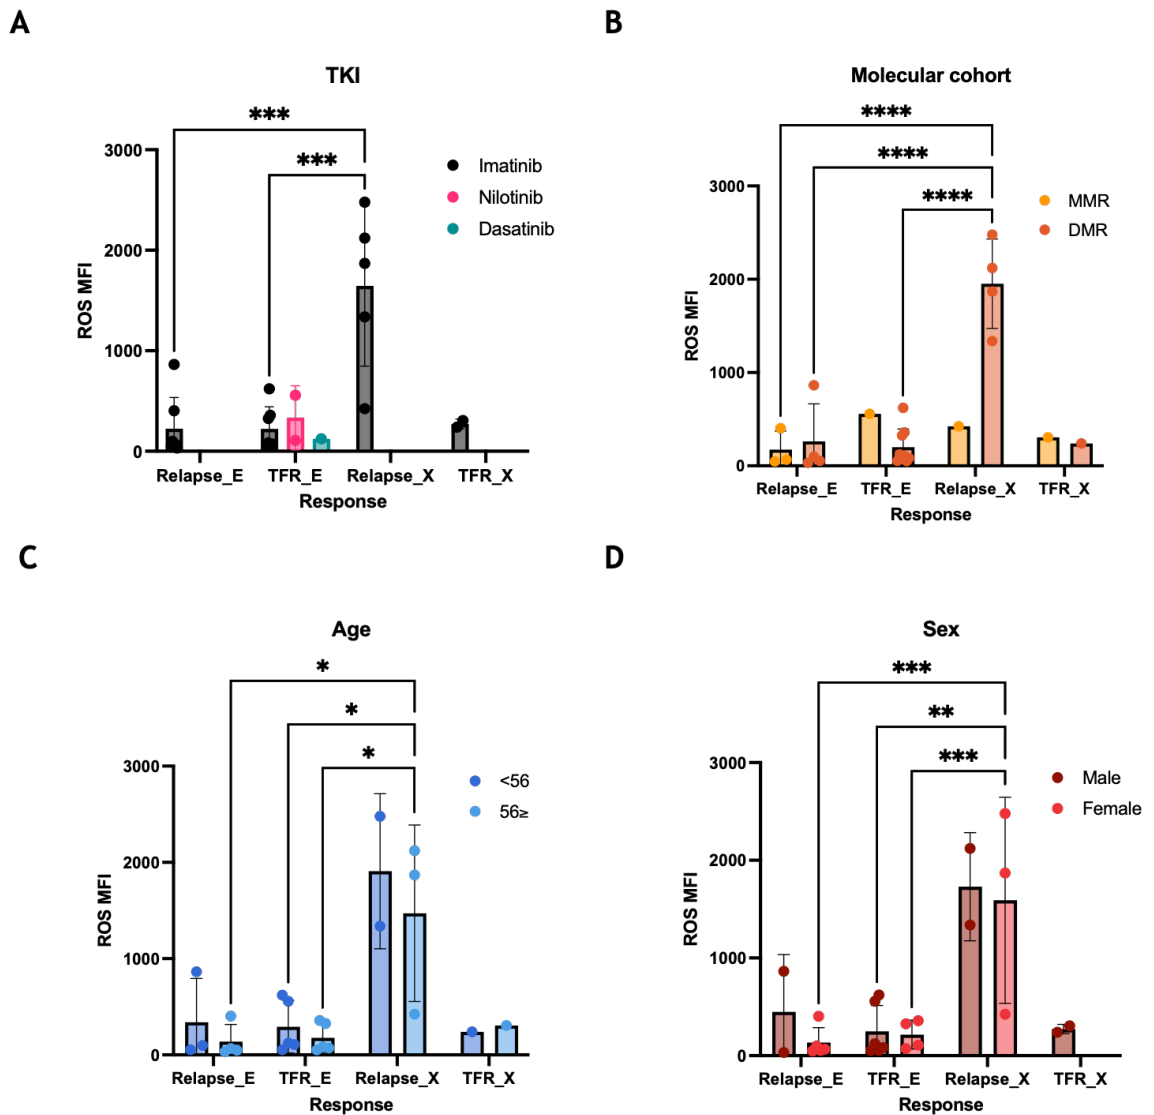 A
TKI
***
***
3000
2000
1000
0
ROS MFI
Imatinib
Nilotinib
Dasatinib
Relapse_E
TFR_E
Relapse_X
TFR_X
Response
B
Molecular cohort
****
****
****
3000
2000
1000
0
ROS MFI
MMR
DMR
Relapse_E
TFR_E
Relapse_X
TFR_X
Response
C
Age
*
*
*
3000
2000
1000
0
ROS MFI
<56
56≥
Relapse_E
TFR_E
Relapse_X
TFR_X
Response
D
Sex
***
**
***
3000
2000
1000
0
ROS MFI
Male
Female
Relapse_E
TFR_E
Relapse_X
TFR_X
Response